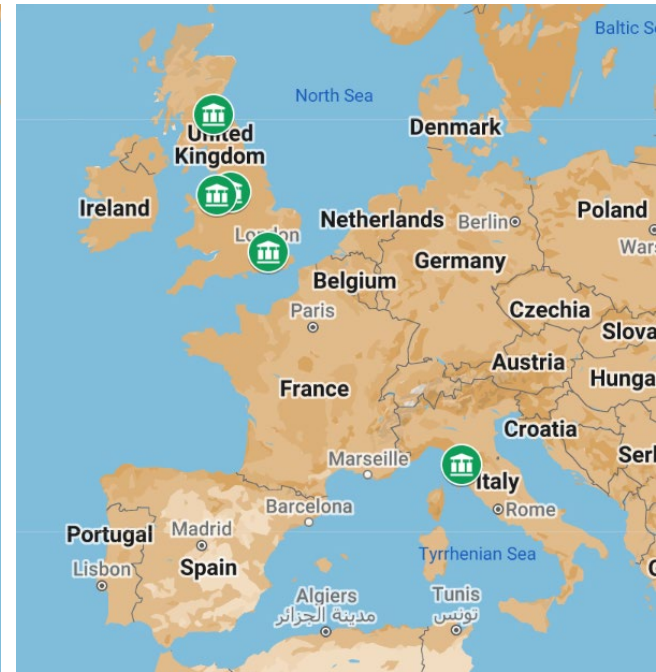 Baltic Se
North Sea
United
Kingdom
Denmark
Ireland
London
Netherlands
Berlin
Poland
Wars
Belgium
Germany
Paris
Czechia
Slova
Austria
Hunga
France
Croatia
Marseille
Serl
Italy
Barcelona
Rome
Portugal
Madrid
Tyrrhenian Sea
Lisbon
Spain
Algiers
مدينة الجزائر
Tunis
تونس